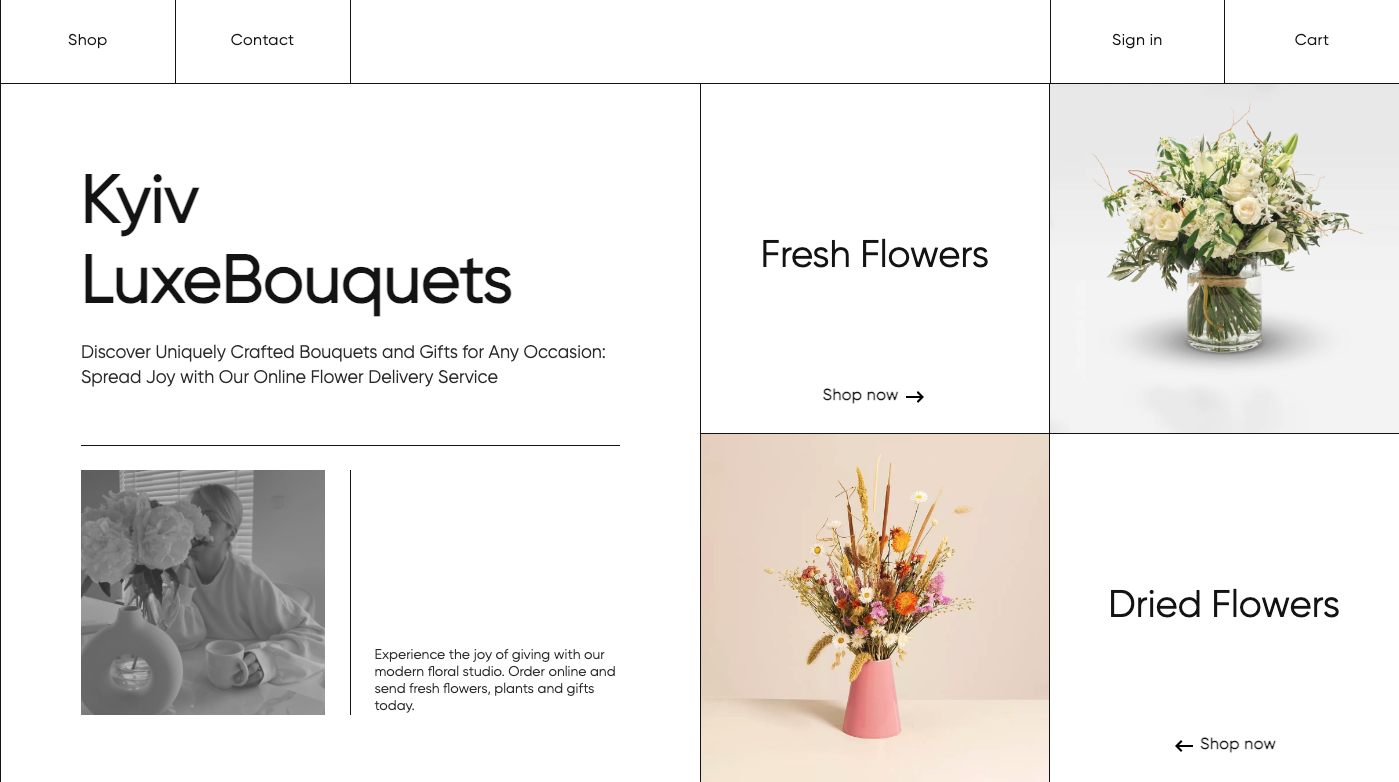 Shop
Contact
Sign in
Cart
Kyiv
LuxeBouquets
Discover Uniquely Crafted Bouquets and Gifts for Any Occasion:
Spread Joy with Our Online Flower Delivery Service
Experience the joy of giving with our
modern floral studio. Order online and
send fresh flowers, plants and gifts
today.
Fresh Flowers
Shop now →
Dried Flowers
← Shop now